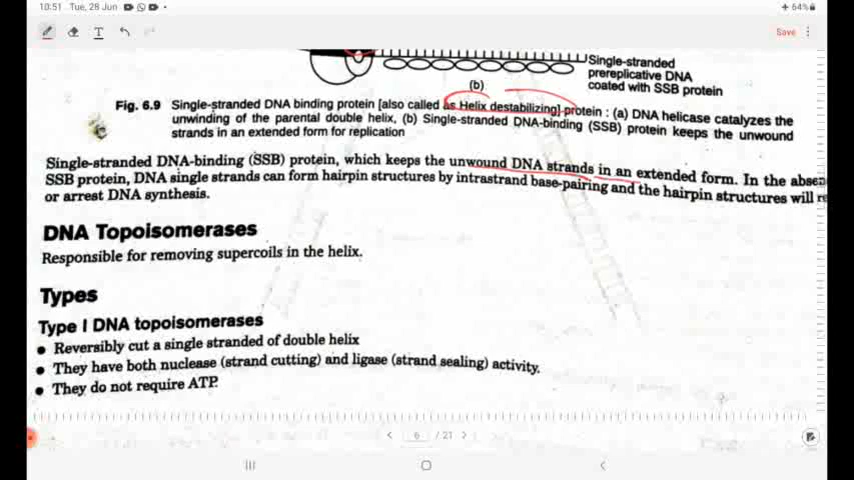 10:51 Tue, 28 Jun
64%
T
Save
Single-stranded
prereplicative DNA
coated with SSB protein
(b)
Fig. 6.9 Single-stranded DNA binding protein [also called as Helix destabilizing] protein : (a) DNA helicase catalyzes the
unwinding of the parental double helix, (b) Single-stranded DNA-binding (SSB) protein keeps the unwound
strands in an extended form for replication
Single-stranded DNA-binding (SSB) protein, which keeps the unwound DNA strands in an extended form. In the absen
SSB protein, DNA single strands can form hairpin structures by intrastrand base-pairing and the hairpin structures will re
or arrest DNA synthesis.
DNA Topoisomerases
Responsible for removing supercoils in the helix.
Types
Type I DNA topoisomerases
• Reversibly cut a single stranded of double helix
• They have both nuclease (strand cutting) and ligase (strand sealing) activity.
• They do not require ATP.
6 / 21